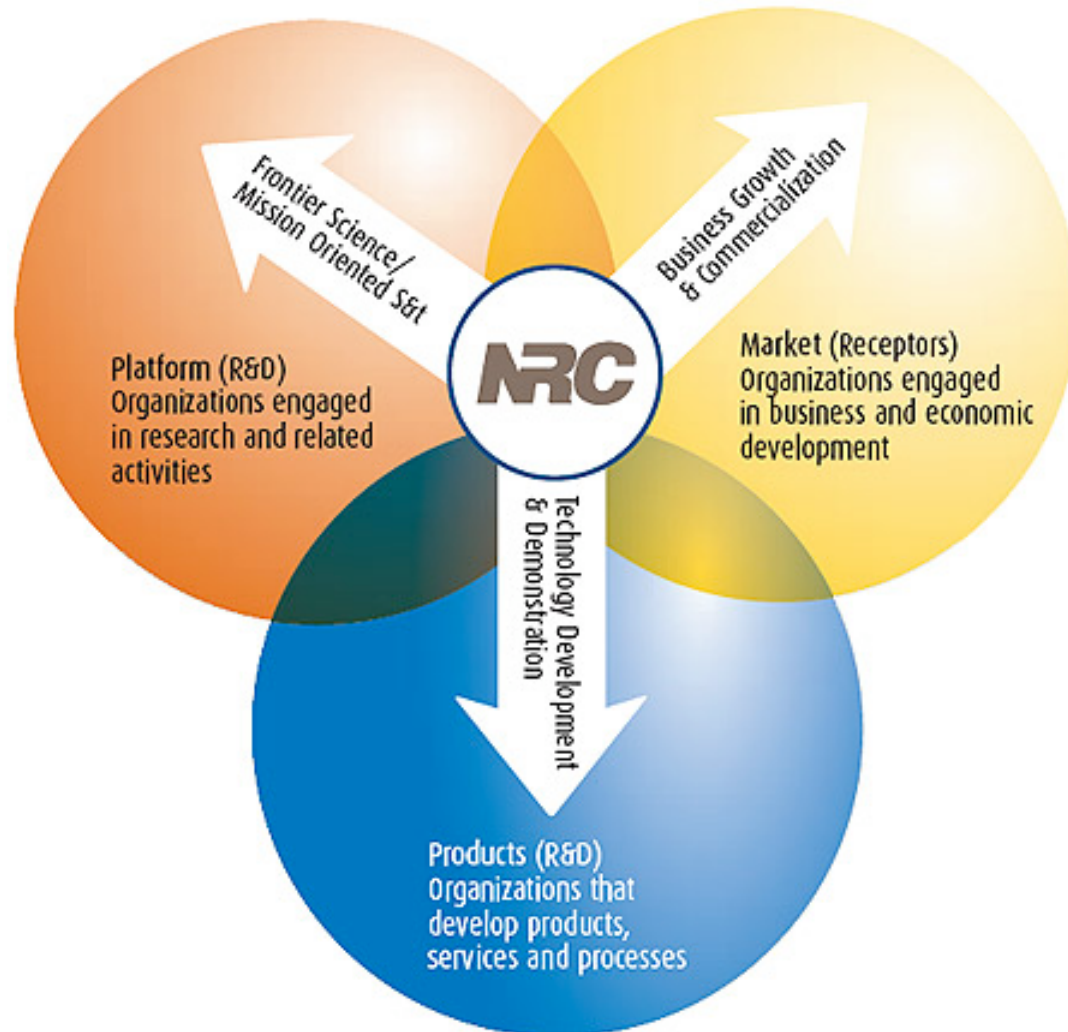 Frontier Science/
Mission Oriented S&t
Business Growth
& Commercialization
NRC
Platform (R&D)
Organizations engaged
in research and related
activities
Market (Receptors)
Organizations engaged
in business and economic
development
Technology Development
& Demonstration
Products (R&D)
Organizations that
develop products,
services and processes